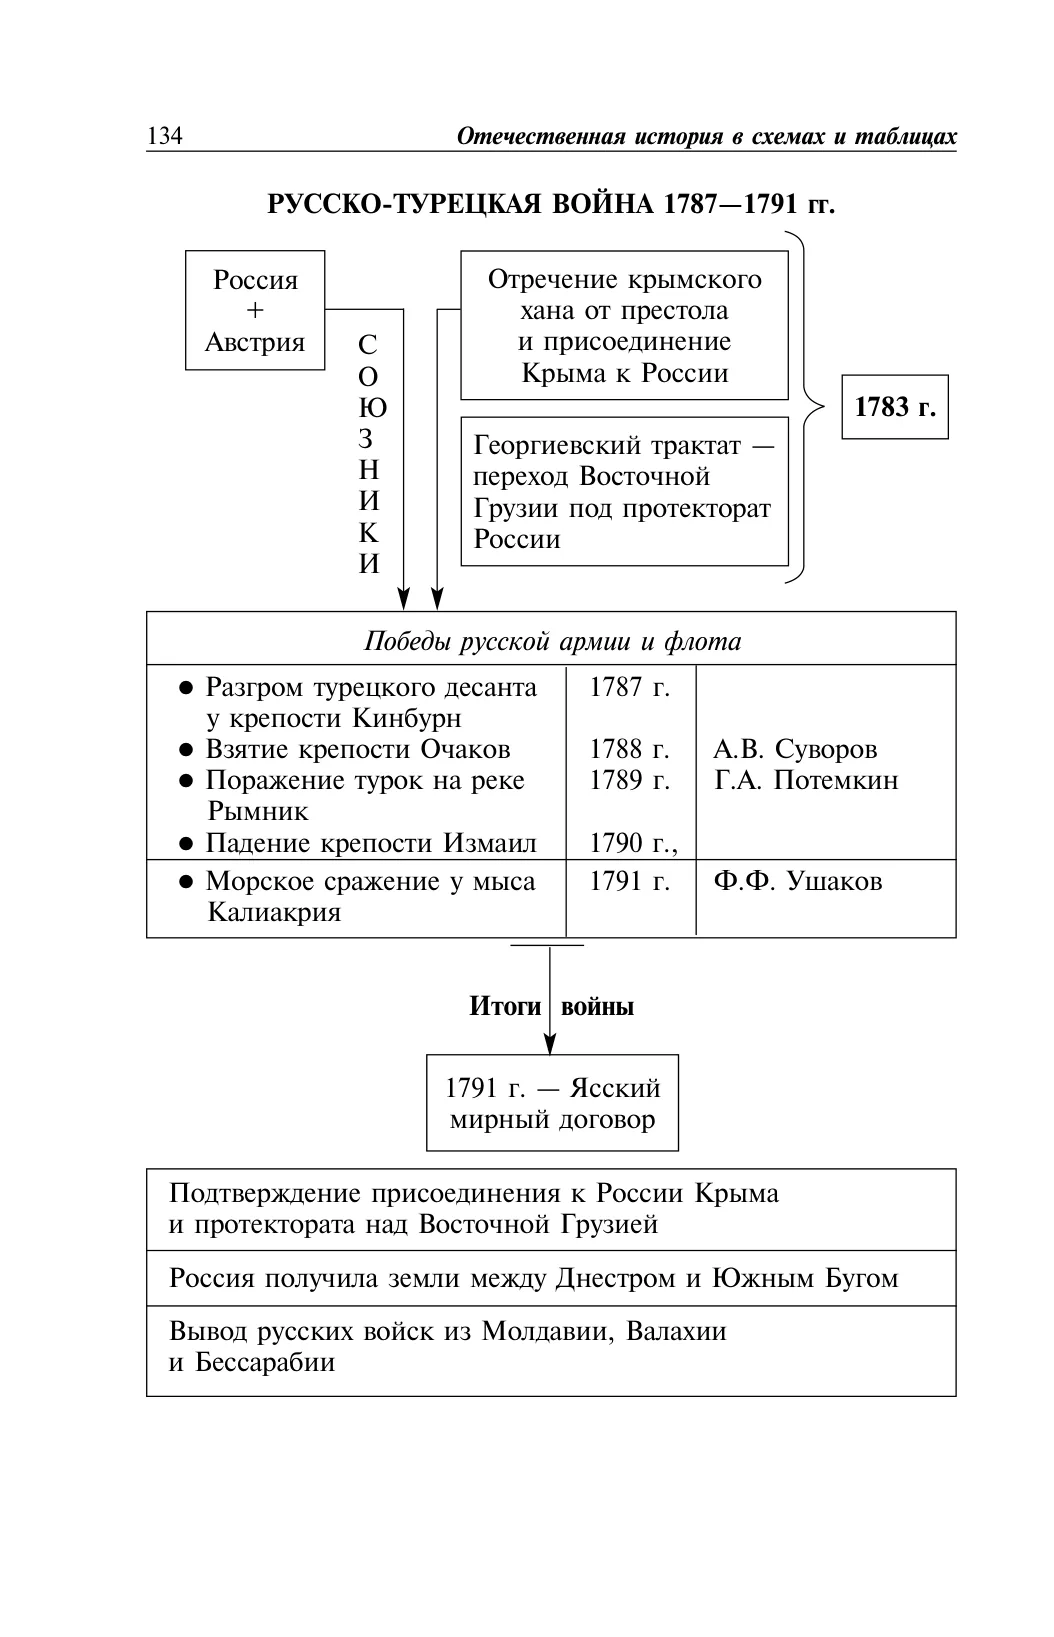 134
Отечественная история в схемах и таблицах
РУССКО-ТУРЕЦКАЯ ВОЙНА 1787—1791 гг.
Россия
+
Австрия
СОЮЗНИКИ
Отречение крымского
хана от престола
и присоединение
Крыма к России
Георгиевский трактат —
переход Восточной
Грузии под протекторат
России
1783 г.
Победы русской армии и флота
● Разгром турецкого десанта 1787 г.
у крепости Кинбурн
● Взятие крепости Очаков 1788 г. А.В. Суворов
● Поражение турок на реке 1789 г. Г.А. Потемкин
Рымник
● Падение крепости Измаил 1790 г.,
● Морское сражение у мыса 1791 г. Ф.Ф. Ушаков
Калиакрия
Итоги войны
1791 г. — Ясский
мирный договор
Подтверждение присоединения к России Крыма
и протектората над Восточной Грузией
Россия получила земли между Днестром и Южным Бугом
Вывод русских войск из Молдавии, Валахии
и Бессарабии